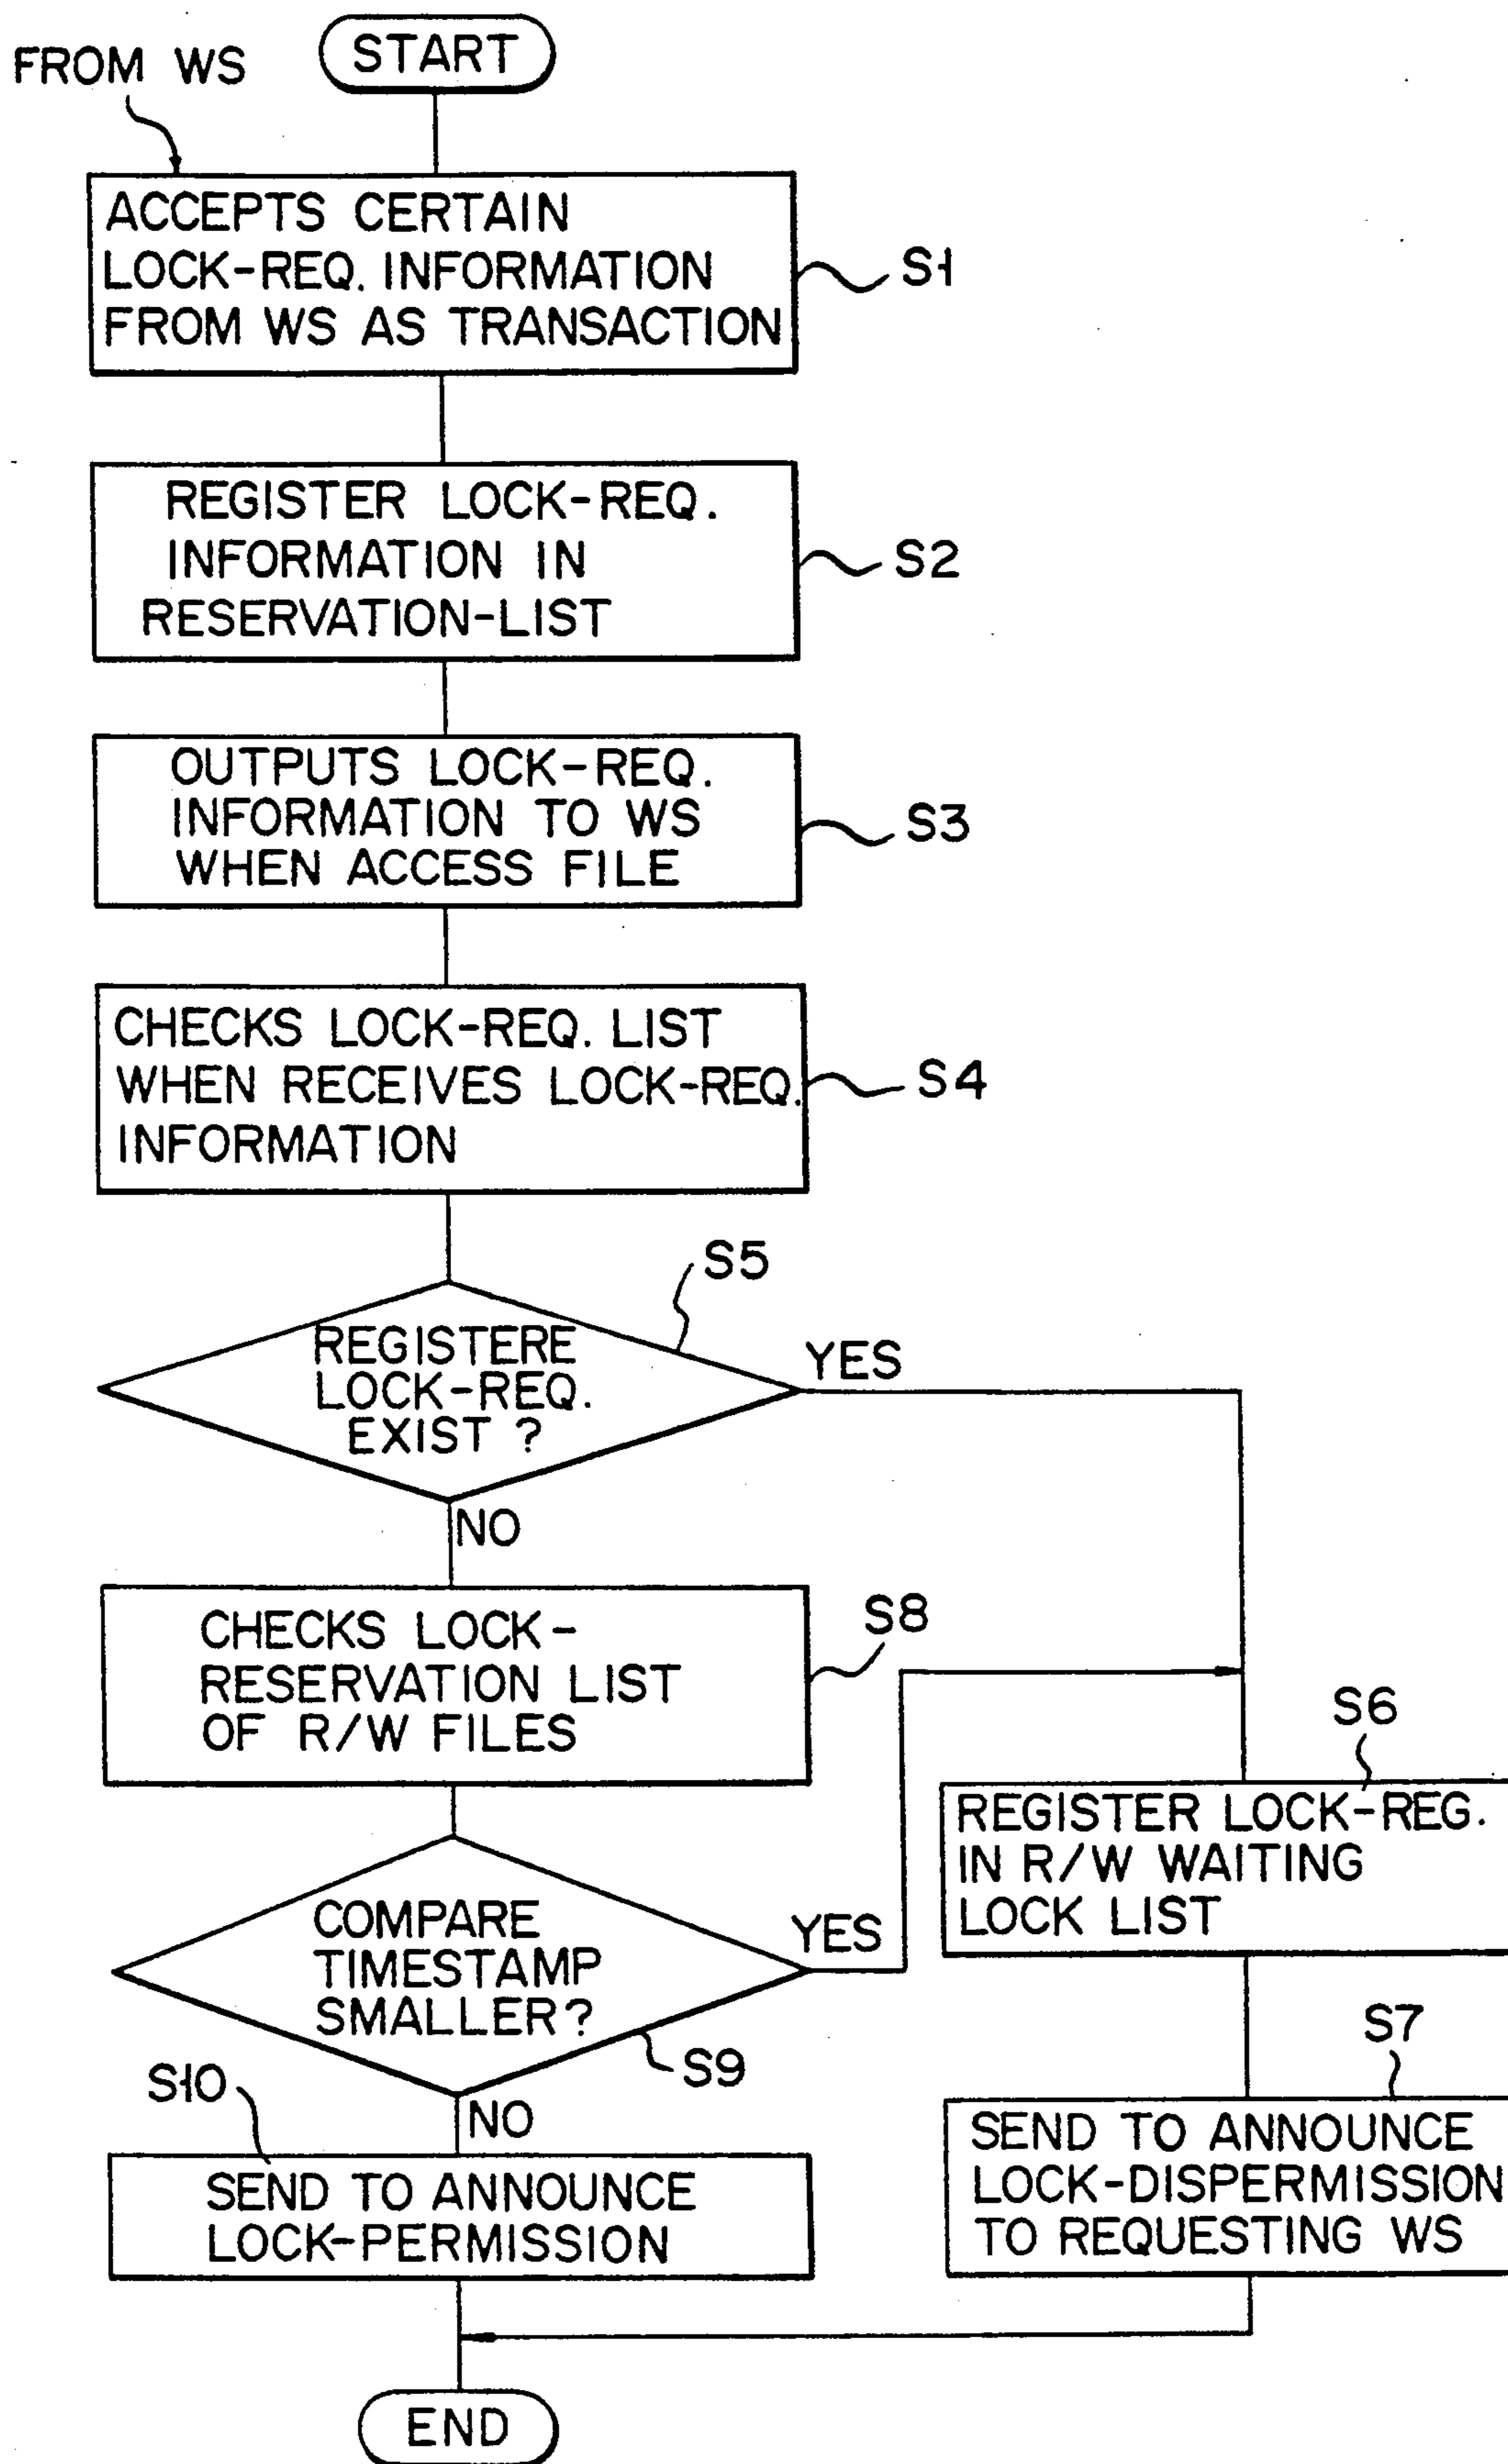 START
FROM WS
ACCEPTS CERTAIN
LOCK-REQ. INFORMATION
FROM WS AS TRANSACTION
S1
REGISTER LOCK-REQ.
INFORMATION IN
RESERVATION-LIST
S2
OUTPUTS LOCK-REQ.
INFORMATION TO WS
WHEN ACCESS FILE
S3
CHECKS LOCK-REQ. LIST
WHEN RECEIVES LOCK-REQ.
INFORMATION
S4
S5
REGISTERE
LOCK-REQ.
EXIST ?
YES
NO
CHECKS LOCK-
RESERVATION LIST
OF R/W FILES
S8
S6
REGISTER LOCK-REG.
IN R/W WAITING
LOCK LIST
COMPARE
TIMESTAMP
SMALLER?
YES
S9
NO
S7
SEND TO ANNOUNCE
LOCK-DISPERMISSION
TO REQUESTING WS
S10
SEND TO ANNOUNCE
LOCK-PERMISSION
END